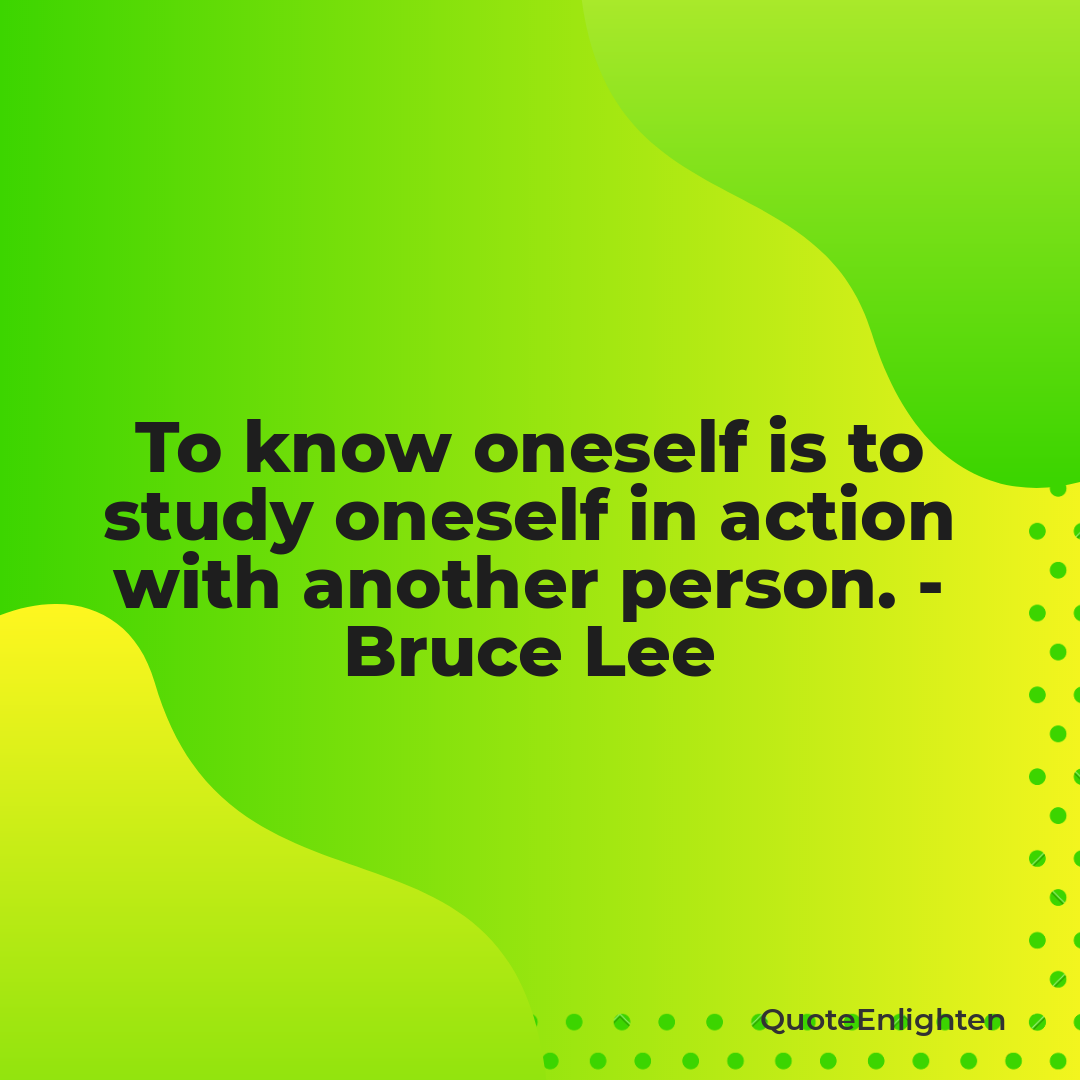 To know oneself is to
study oneself in action
with another person. -
Bruce Lee
QuoteEnlighten